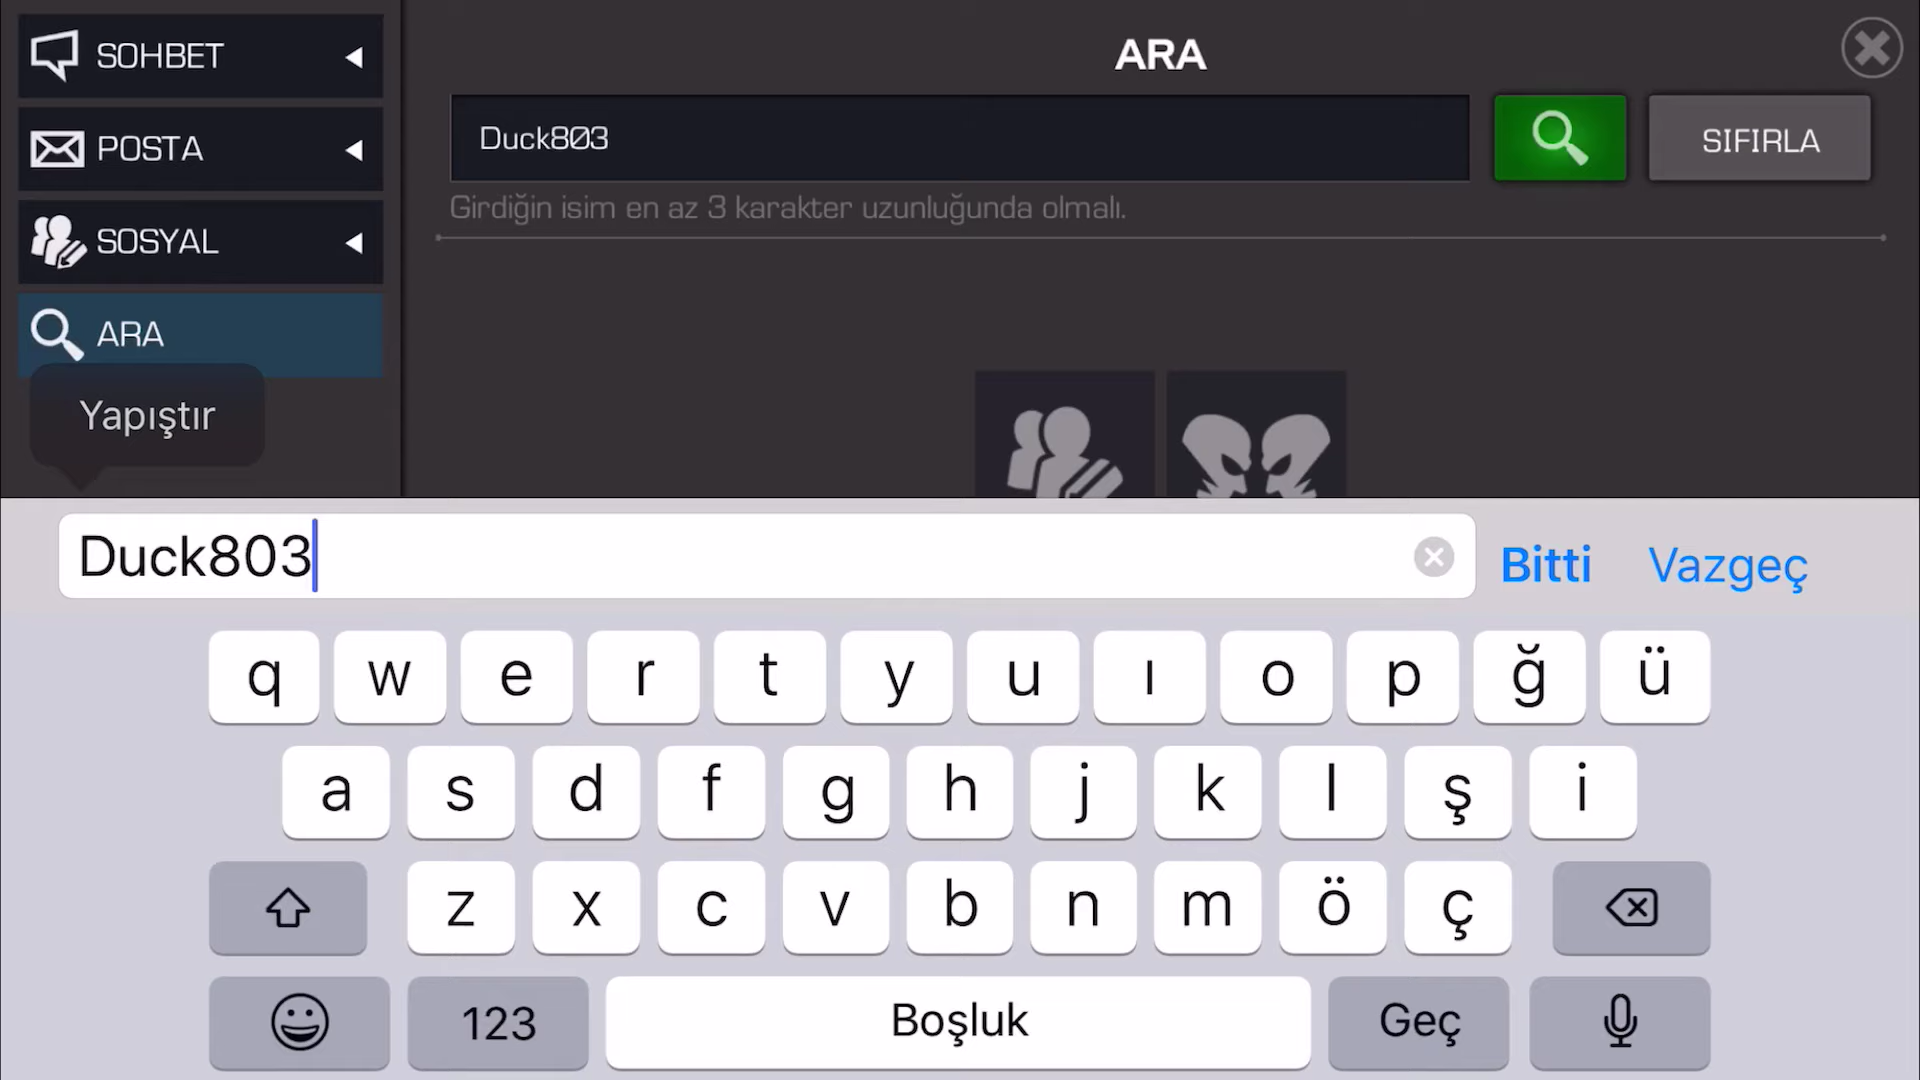 SOHBET
POSTA
SOSYAL
ARA
Yapıştır
ARA
Duck803
SIFIRLA
Girdiğin isim en az 3 karakter uzunluğunda olmalı.
Duck803
Bitti
Vazgeç
q w e r t y u ı o p ğ ü
a s d f g h j k l ş i
z x c v b n m ö ç
123
Boşluk
Geç